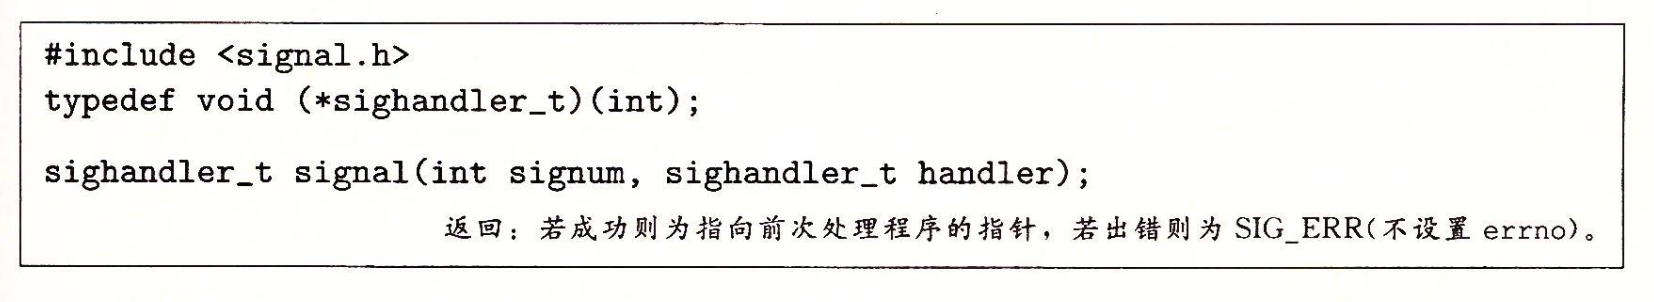 #include <signal.h>
typedef void (*sighandler_t)(int);
sighandler_t signal(int signum, sighandler_t handler);
返回：若成功则为指向前次处理程序的指针，若出错则为 SIG_ERR(不设置 errno)。